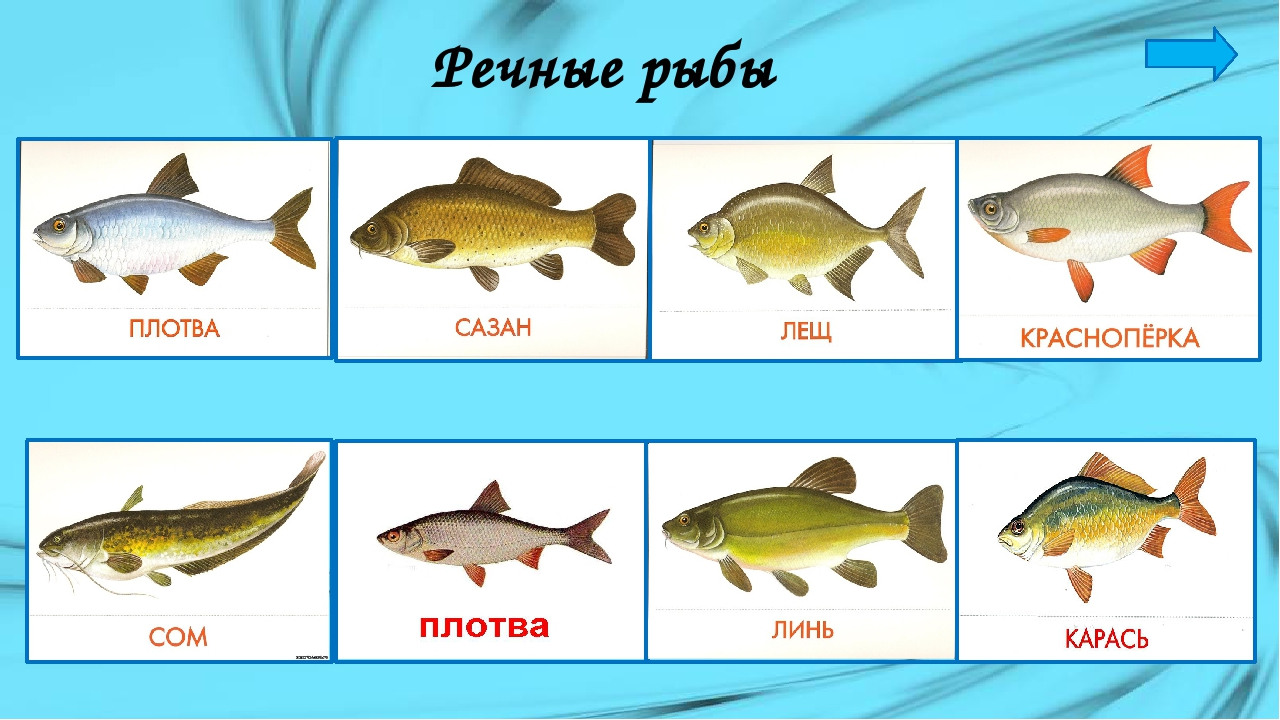 Речные рыбы
ПЛОТВА
САЗАН
ЛЕЩ
КРАСНОПЁРКА
СОМ
плотва
ЛИНЬ
КАРАСЬ